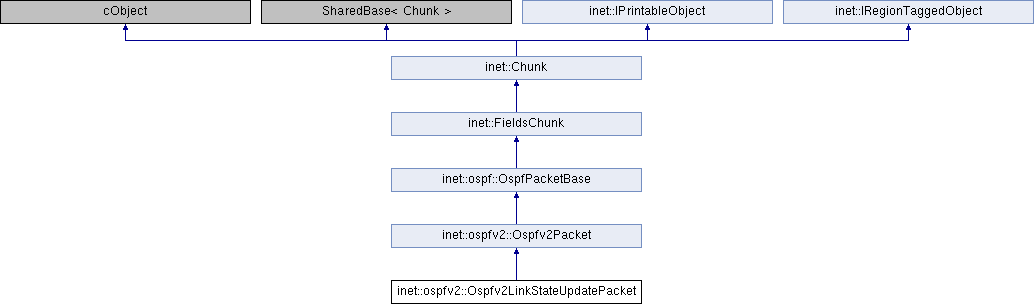 cObject
SharedBase< Chunk >
inet::IPrintableObject
inet::IRegionTaggedObject
inet::Chunk
inet::FieldsChunk
inet::ospf::OspfPacketBase
inet::ospfv2::Ospfv2Packet
inet::ospfv2::Ospfv2LinkStateUpdatePacket